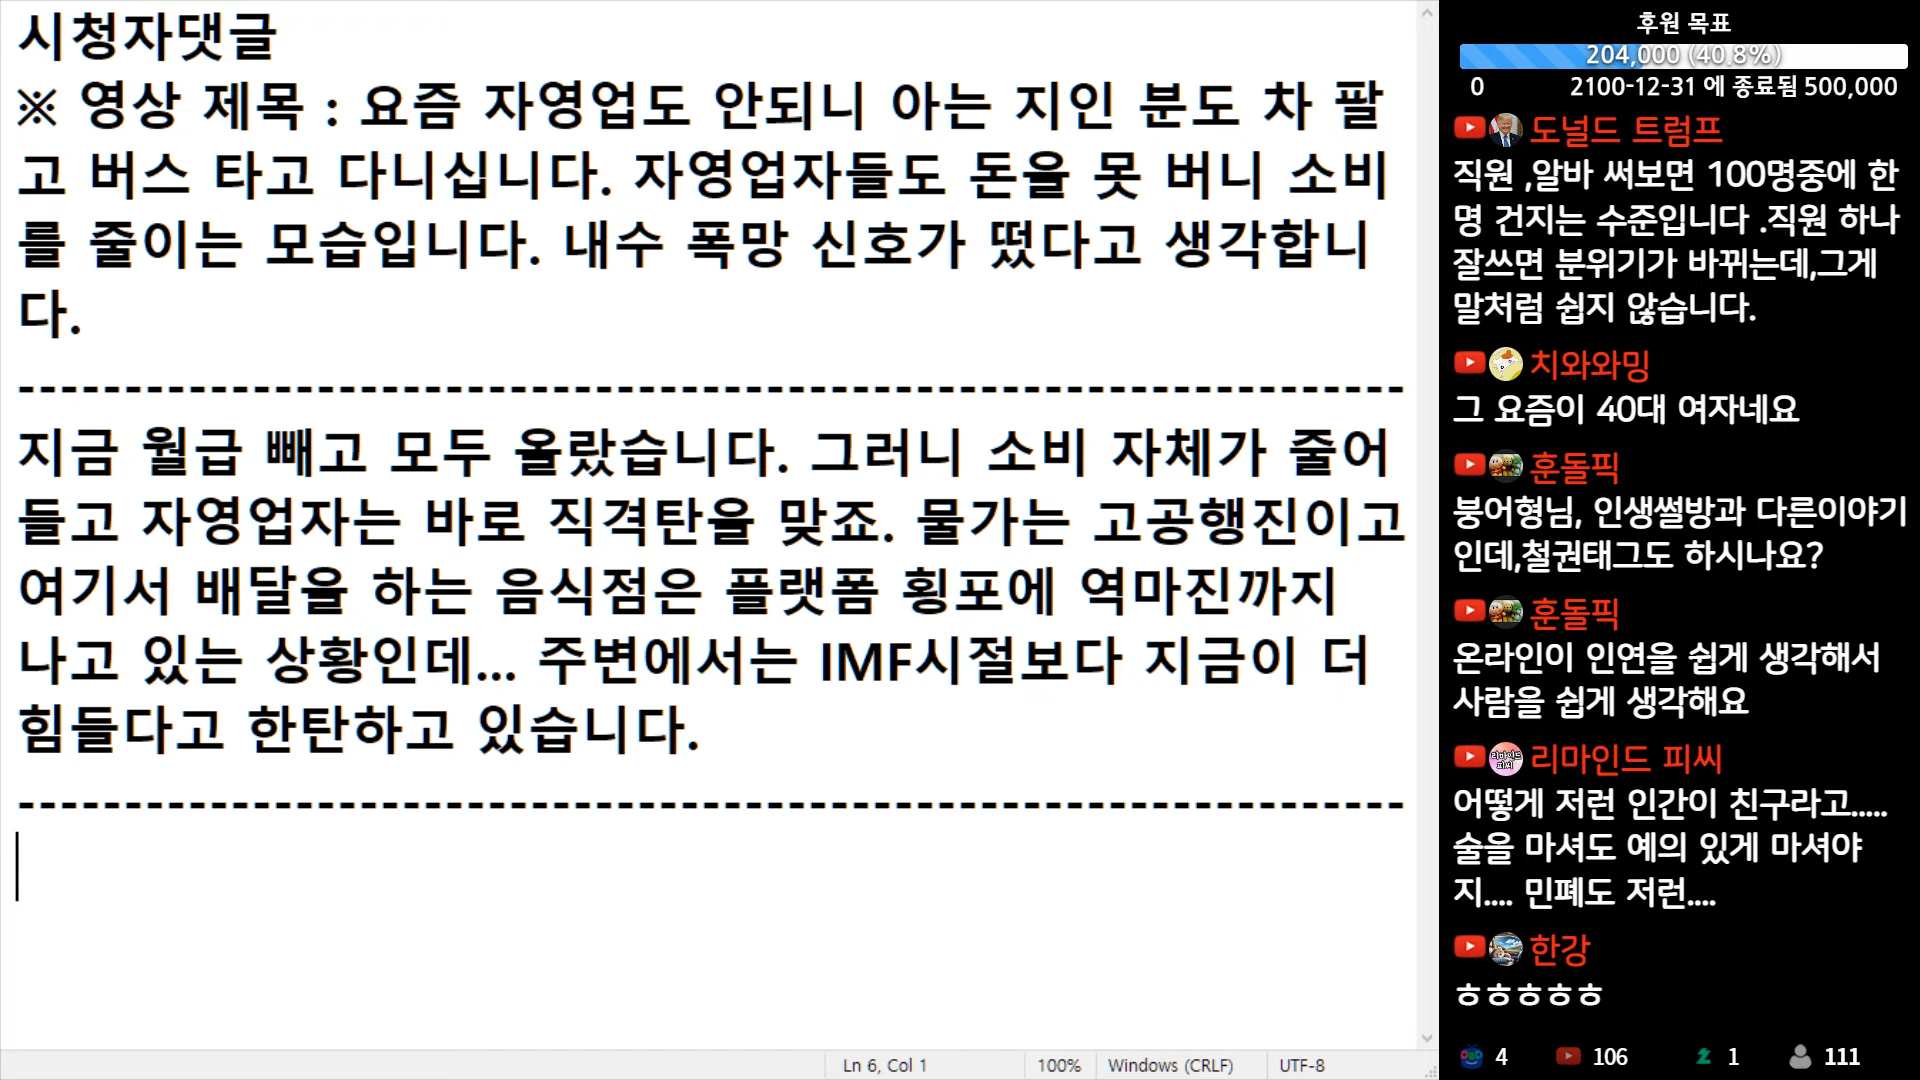 시청자댓글
※ 영상 제목 : 요즘 자영업도 안되니 아는 지인 분도 차 팔
고 버스 타고 다니십니다. 자영업자들도 돈을 못 버니 소비
를 줄이는 모습입니다. 내수 폭망 신호가 떴다고 생각합니
다.
-----------------------------------------------------------------
지금 월급 빼고 모두 올랐습니다. 그러니 소비 자체가 줄어
들고 자영업자는 바로 직격탄을 맞죠. 물가는 고공행진이고
여기서 배달을 하는 음식점은 플랫폼 횡포에 역마진까지
나고 있는 상황인데... 주변에서는 IMF시절보다 지금이 더
힘들다고 한탄하고 있습니다.
-----------------------------------------------------------------
Ln 6, Col 1 100% Windows (CRLF) UTF-8
후원 목표
204,000 (40.8%)
0 2100-12-31 에 종료됨 500,000
도널드 트럼프
직원 ,알바 써보면 100명중에 한
명 건지는 수준입니다 .직원 하나
잘쓰면 분위기가 바뀌는데,그게
말처럼 쉽지 않습니다.
치와와밍
그 요즘이 40대 여자네요
훈돌픽
붕어형님, 인생썰방과 다른이야기
인데,철권태그도 하시나요?
훈돌픽
온라인이 인연을 쉽게 생각해서
사람을 쉽게 생각해요
리마인드 피씨
어떻게 저런 인간이 친구라고.....
술을 마셔도 예의 있게 마셔야
지.... 민폐도 저런....
한강
ㅎㅎㅎㅎㅎ
4 106 1 111